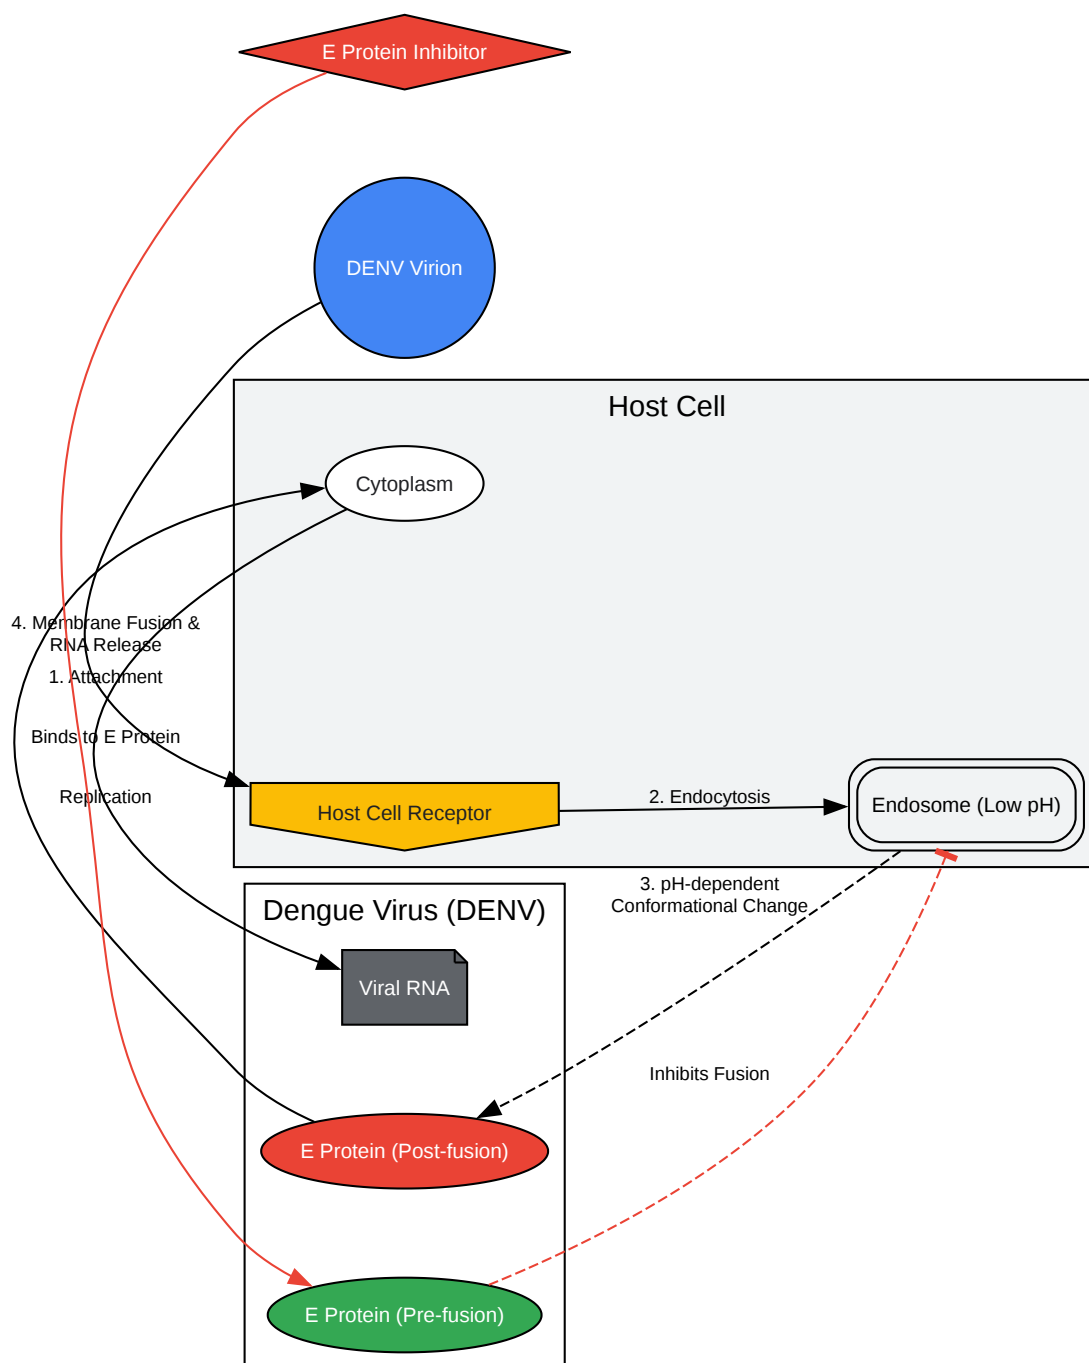 E Protein Inhibitor
DENV Virion
Host Cell
Cytoplasm
4. Membrane Fusion &
RNA Release
1. Attachment
Binds to E Protein
Replication
Host Cell Receptor
2. Endocytosis
Endosome (Low pH)
3. pH-dependent
Conformational Change
Dengue Virus (DENV)
Viral RNA
Inhibits Fusion
E Protein (Post-fusion)
E Protein (Pre-fusion)